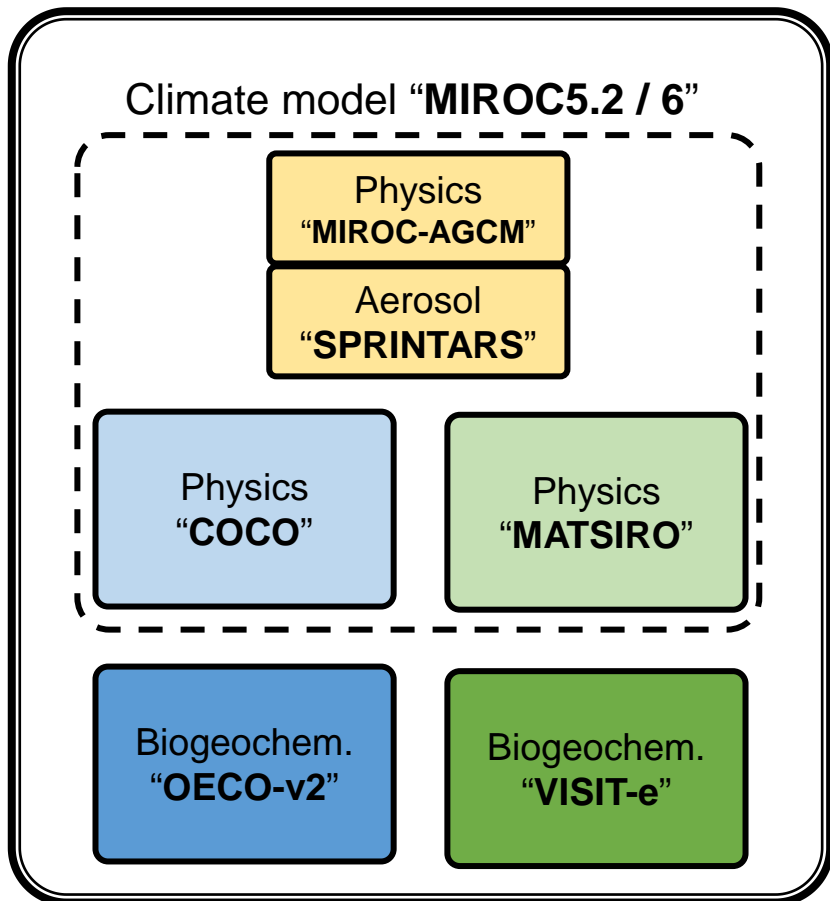 Climate model “MIROC5.2 / 6”
Physics
“MIROC-AGCM”
Aerosol
“SPRINTARS”
Physics
“COCO”
Physics
“MATSIRO”
Biogeochem.
“OECO-v2”
Biogeochem.
“VISIT-e”